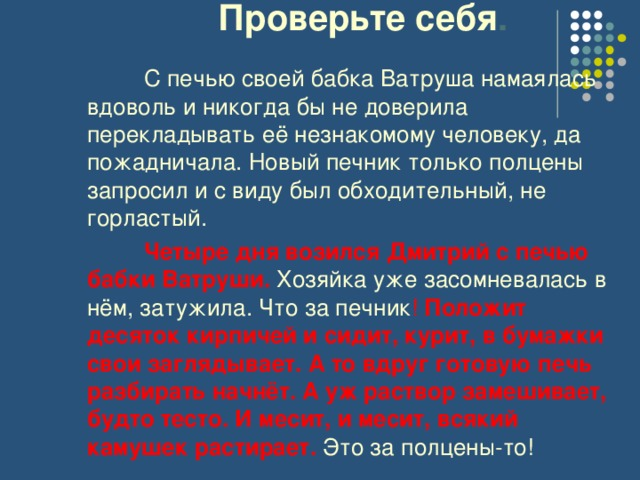 Проверьте себя.
С печью своей бабка Ватруша намаялась
вдоволь и никогда бы не доверила
перекладывать её незнакомому человеку, да
пожадничала. Новый печник только полцены
запросил и с виду был обходительный, не
горластый.
Четыре дня возился Дмитрий с печью
бабки Ватруши. Хозяйка уже засомневалась в
нём, затужила. Что за печник! Положит
десяток кирпичей и сидит, курит, в бумажки
свои заглядывает. А то вдруг готовую печь
разбирать начнёт. А уж раствор замешивает,
будто тесто. И месит, и месит, всякий
камушек растирает. Это за полцены-то!